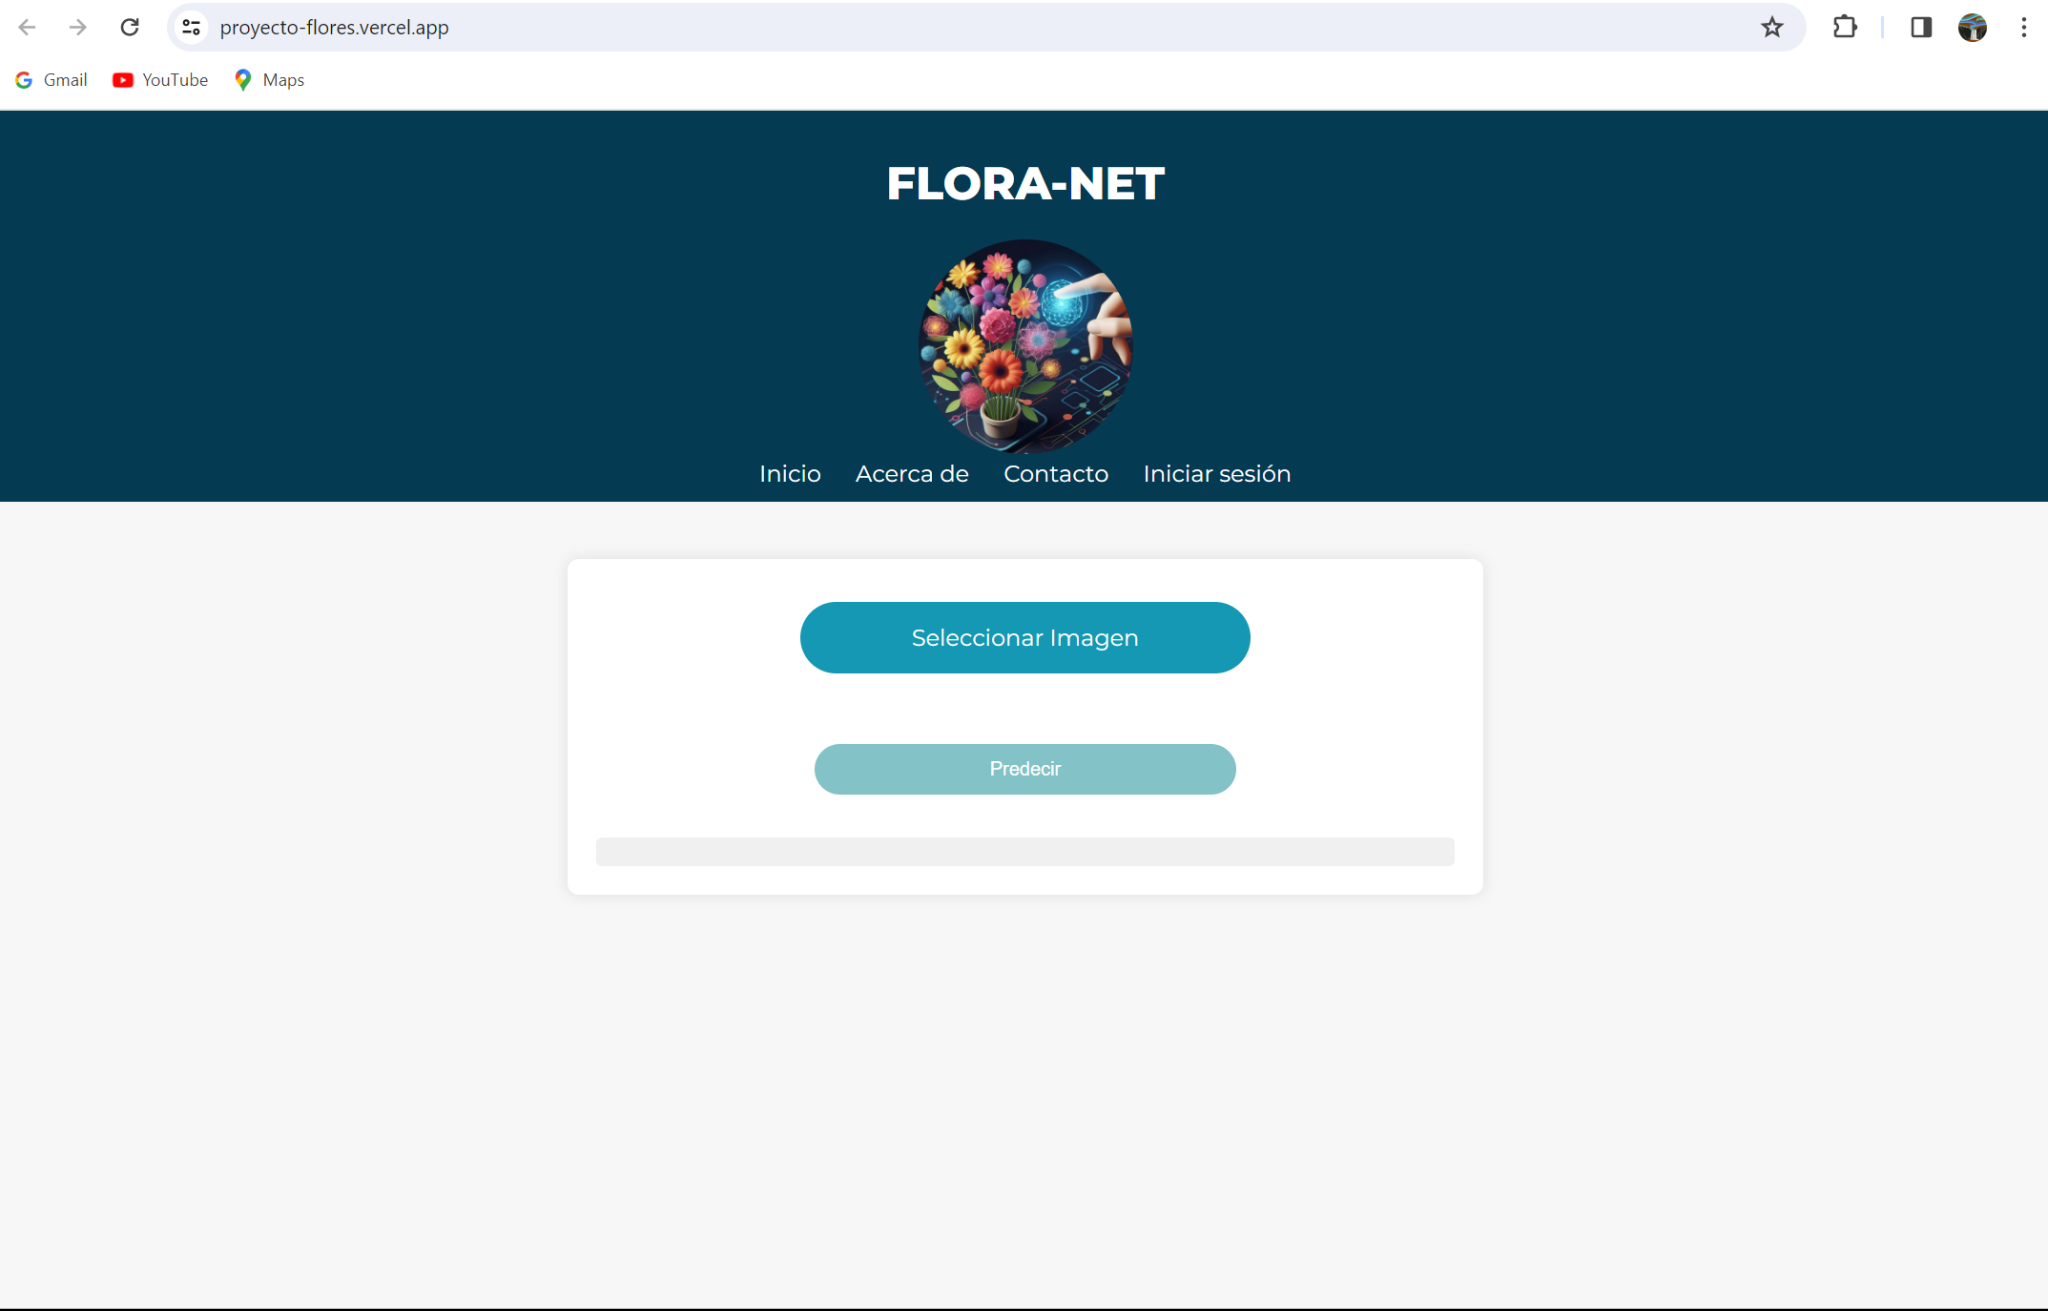 proyecto-flores.vercel.app
Gmail YouTube Maps
FLORA-NET
Inicio Acerca de Contacto Iniciar sesión
Seleccionar Imagen
Predecir